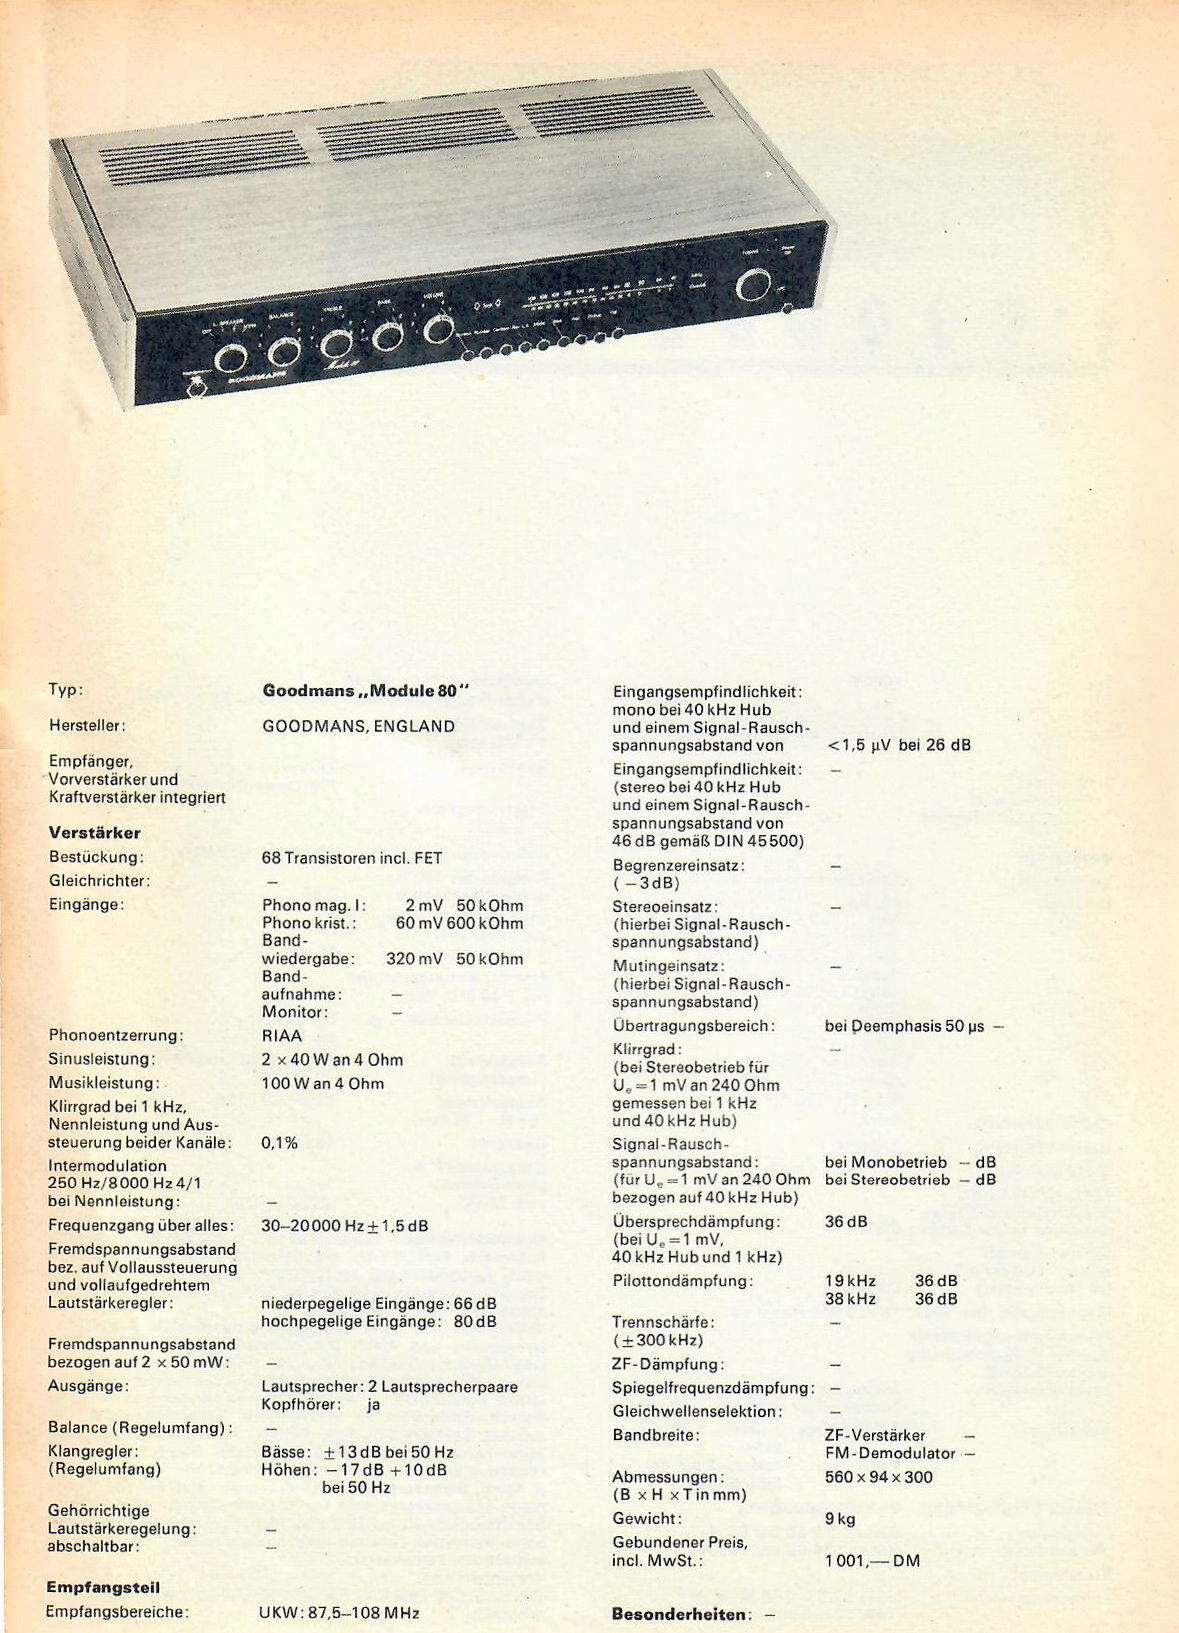 GOODMANS
Typ: Goodmans „Module 80“
Hersteller: GOODMANS, ENGLAND
Empfänger,
Vorverstärker und
Kraftverstärker integriert
Verstärker
Bestückung: 68 Transistoren incl. FET
Gleichrichter: –
Eingänge: Phono mag. I: 2 mV 50 kOhm
Phono krist.: 60 mV 600 kOhm
Band-
wiedergabe: 320 mV 50 kOhm
Band-
aufnahme: –
Monitor: –
Phonoentzerrung: RIAA
Sinusleistung: 2 × 40 W an 4 Ohm
Musikleistung: 100 W an 4 Ohm
Klirrgrad bei 1 kHz,
Nennleistung und Aus-
steuerung beider Kanäle: 0,1%
Intermodulation
250 Hz/8000 Hz 4/1
bei Nennleistung: –
Frequenzgang über alles: 30–20000 Hz ± 1,5 dB
Fremdspannungsabstand
bez. auf Vollaussteuerung
und vollaufgedrehtem
Lautstärkeregler: niederpegelige Eingänge: 66 dB
hochpegelige Eingänge: 80 dB
Fremdspannungsabstand
bezogen auf 2 × 50 mW: –
Ausgänge: Lautsprecher: 2 Lautsprecherpaare
Kopfhörer: ja
Balance (Regelumfang): –
Klangregler: Bässe: ± 13 dB bei 50 Hz
(Regelumfang) Höhen: – 17 dB + 10 dB
bei 50 Hz
Gehörrichtige
Lautstärkeregelung: –
abschaltbar: –
Empfangsteil
Empfangsbereiche: UKW: 87,5–108 MHz
Eingangsempfindlichkeit:
mono bei 40 kHz Hub
und einem Signal-Rausch-
spannungsabstand von < 1,5 µV bei 26 dB
Eingangsempfindlichkeit: –
(stereo bei 40 kHz Hub
und einem Signal-Rausch-
spannungsabstand von
46 dB gemäß DIN 45500)
Begrenzereinsatz: –
( – 3 dB)
Stereoeinsatz: –
(hierbei Signal-Rausch-
spannungsabstand)
Mutingeinsatz: –
(hierbei Signal-Rausch-
spannungsabstand)
Übertragungsbereich: bei Deemphasis 50 µs –
Klirrgrad: –
(bei Stereobetrieb für
Ue = 1 mV an 240 Ohm
gemessen bei 1 kHz
und 40 kHz Hub)
Signal-Rausch-
spannungsabstand: bei Monobetrieb – dB
(für Ue = 1 mV an 240 Ohm bei Stereobetrieb – dB
bezogen auf 40 kHz Hub)
Übersprechdämpfung: 36 dB
(bei Ue = 1 mV,
40 kHz Hub und 1 kHz)
Pilottondämpfung: 19 kHz 36 dB
38 kHz 36 dB
Trennschärfe: –
(± 300 kHz)
ZF-Dämpfung: –
Spiegelfrequenzdämpfung: –
Gleichwellenselektion: –
Bandbreite: ZF-Verstärker –
FM-Demodulator –
Abmessungen: 560 × 94 × 300
(B × H × T in mm)
Gewicht: 9 kg
Gebundener Preis,
incl. MwSt.: 1 001,— DM
Besonderheiten: –